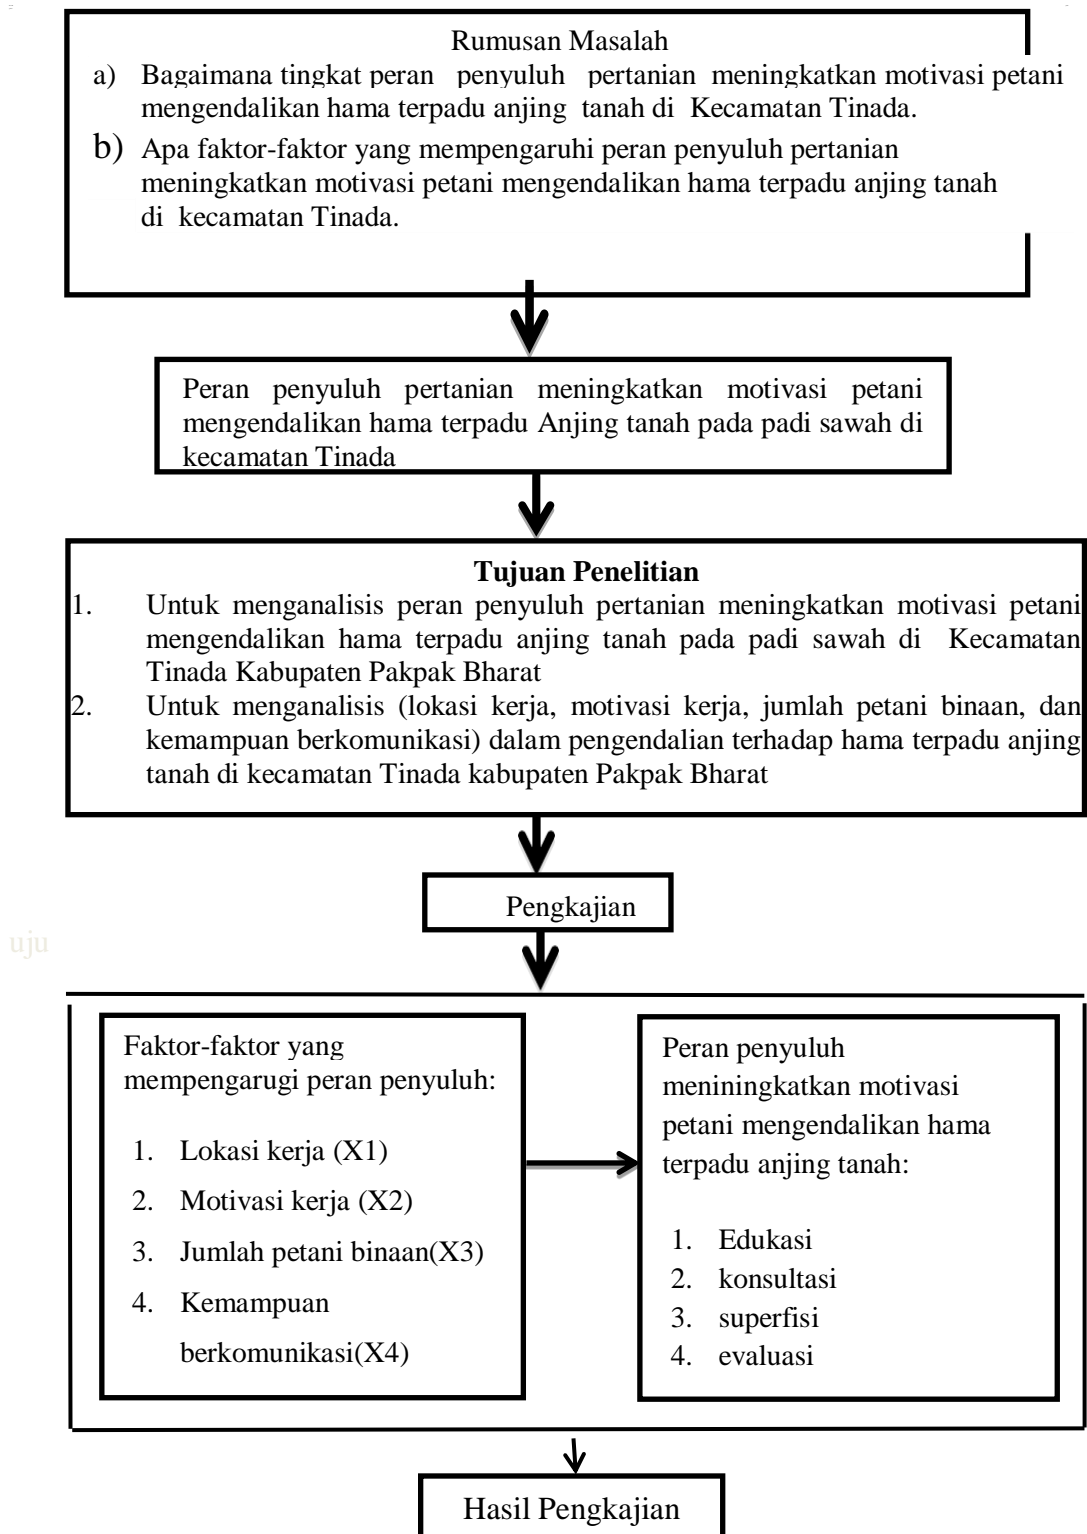 Rumusan Masalah
a) Bagaimana tingkat peran penyuluh pertanian meningkatkan motivasi petani
mengendalikan hama terpadu anjing tanah di Kecamatan Tinada.
b) Apa faktor-faktor yang mempengaruhi peran penyuluh pertanian
meningkatkan motivasi petani mengendalikan hama terpadu anjing tanah
di kecamatan Tinada.
Peran penyuluh pertanian meningkatkan motivasi petani
mengendalikan hama terpadu Anjing tanah pada padi sawah di
kecamatan Tinada
Tujuan Penelitian
1. Untuk menganalisis peran penyuluh pertanian meningkatkan motivasi petani
mengendalikan hama terpadu anjing tanah pada padi sawah di Kecamatan
Tinada Kabupaten Pakpak Bharat
2. Untuk menganalisis (lokasi kerja, motivasi kerja, jumlah petani binaan, dan
kemampuan berkomunikasi) dalam pengendalian terhadap hama terpadu anjing
tanah di kecamatan Tinada kabupaten Pakpak Bharat
Pengkajian
uju
Faktor-faktor yang
mempengarugi peran penyuluh:
1. Lokasi kerja (X1)
2. Motivasi kerja (X2)
3. Jumlah petani binaan(X3)
4. Kemampuan
berkomunikasi(X4)
Peran penyuluh
meniningkatkan motivasi
petani mengendalikan hama
terpadu anjing tanah:
1. Edukasi
2. konsultasi
3. superfisi
4. evaluasi
Hasil Pengkajian